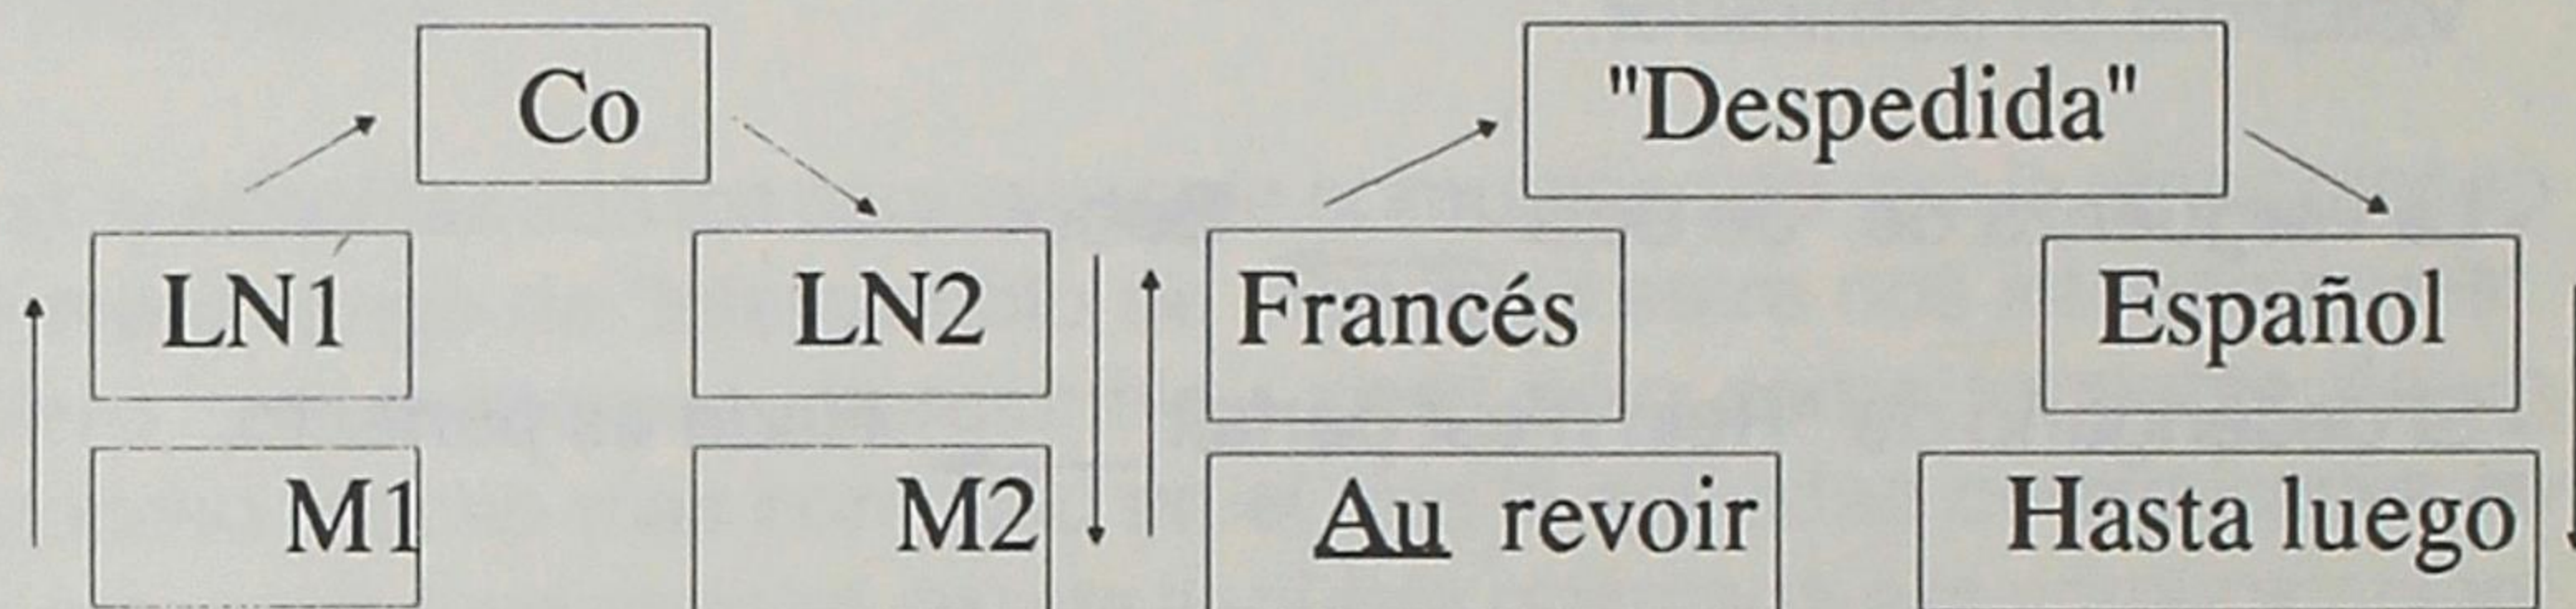 Co "Despedida"
LN1 LN2 Francés Español
M1 M2 Au revoir Hasta luego